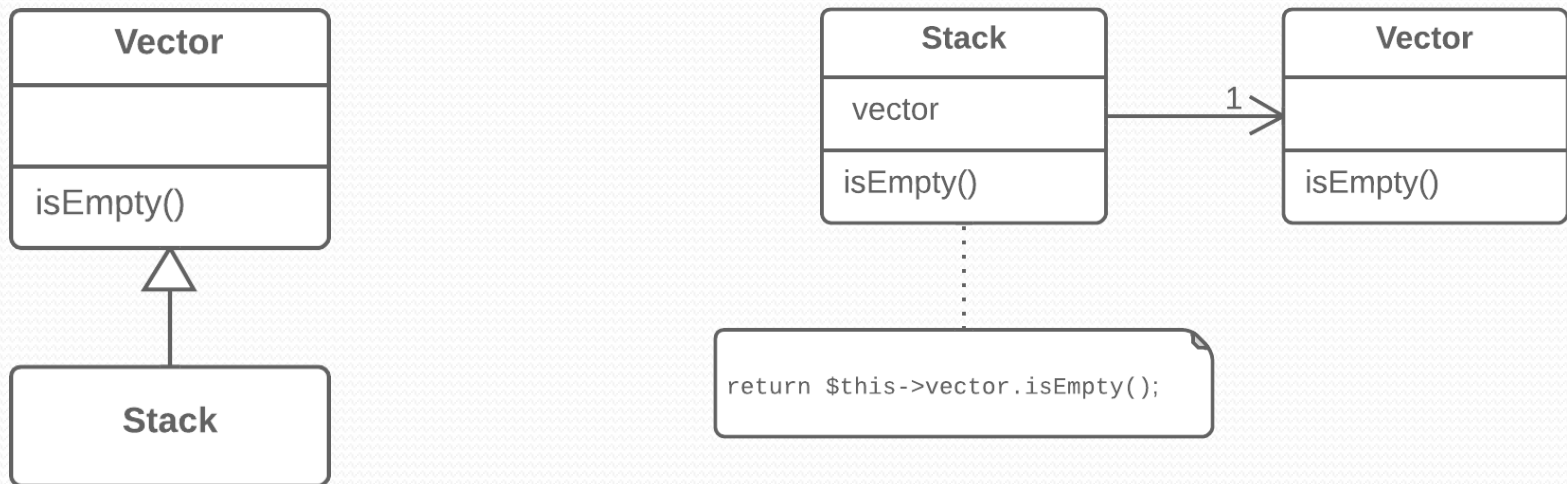 Vector
isEmpty()
Stack
Stack
vector
isEmpty()
1
Vector
isEmpty()
return $this->vector.isEmpty();